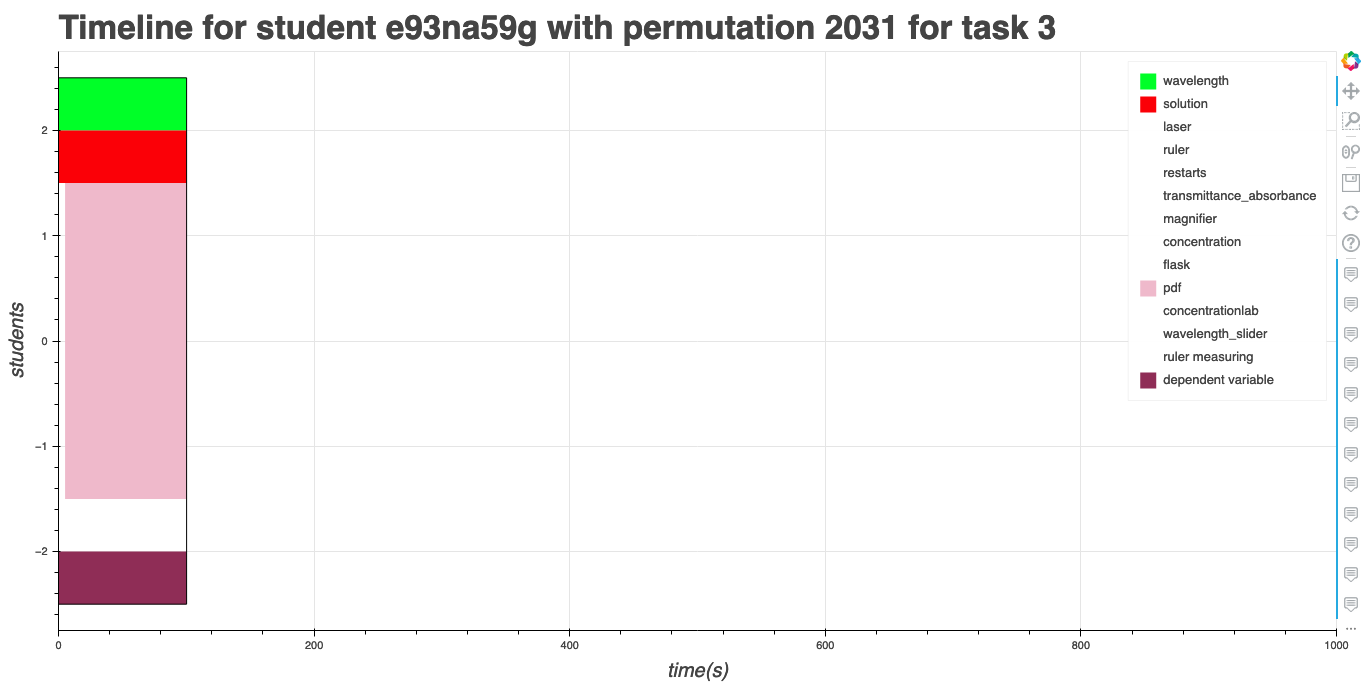 Timeline for student e93na59g with permutation 2031 for task 3
wavelength
solution
laser
ruler
restarts
transmittance_absorbance
magnifier
concentration
flask
pdf
concentrationlab
wavelength_slider
ruler measuring
dependent variable
2
1
0
−1
−2
students
0 200 400 600 800 1000
time(s)